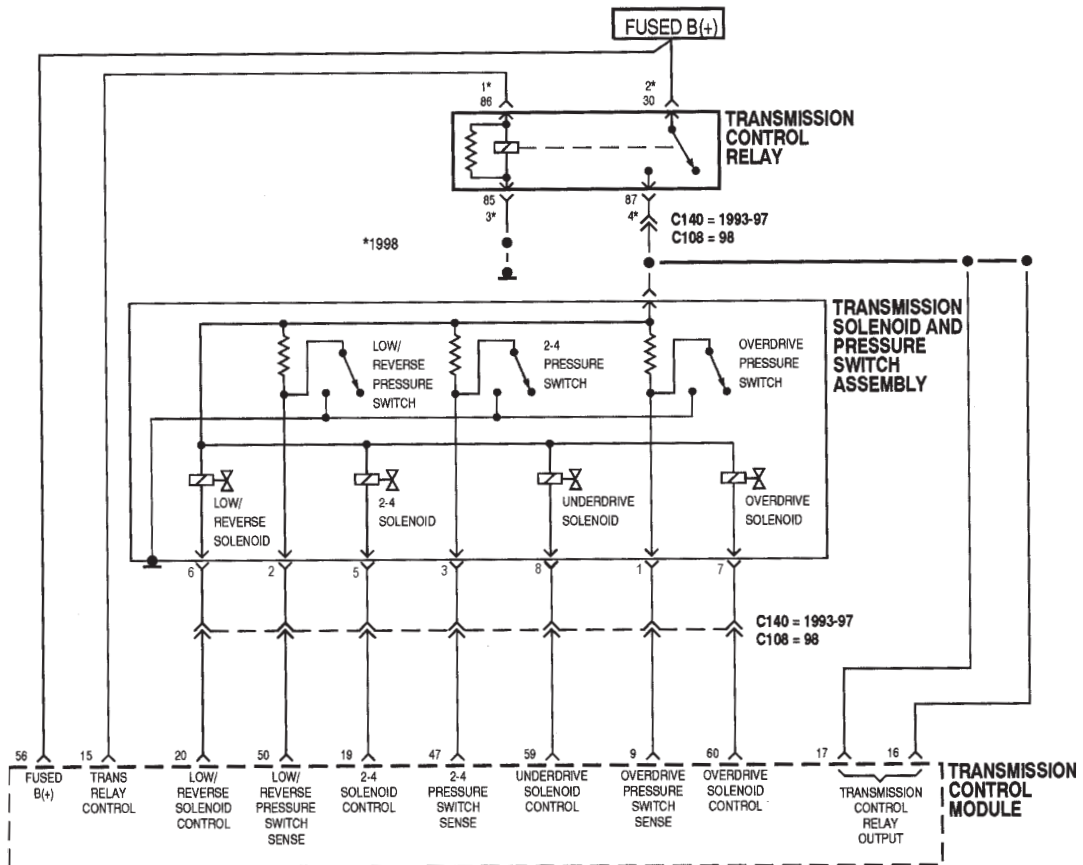 FUSED B(+)
1*
86
2*
30
TRANSMISSION
CONTROL
RELAY
85
3*
87
4*
C140 = 1993-97
C108 = 98
*1998
TRANSMISSION
SOLENOID AND
PRESSURE
SWITCH
ASSEMBLY
LOW/
REVERSE
PRESSURE
SWITCH
2-4
PRESSURE
SWITCH
OVERDRIVE
PRESSURE
SWITCH
LOW/
REVERSE
SOLENOID
2-4
SOLENOID
UNDERDRIVE
SOLENOID
OVERDRIVE
SOLENOID
6
2
5
3
8
1
7
C140 = 1993-97
C108 = 98
56
15
20
50
19
47
59
9
60
17
16
FUSED
B(+)
TRANS
RELAY
CONTROL
LOW/
REVERSE
SOLENOID
CONTROL
LOW/
REVERSE
PRESSURE
SWITCH
SENSE
2-4
SOLENOID
CONTROL
2-4
PRESSURE
SWITCH
SENSE
UNDERDRIVE
SOLENOID
CONTROL
OVERDRIVE
PRESSURE
SWITCH
SENSE
OVERDRIVE
SOLENOID
CONTROL
TRANSMISSION
CONTROL
RELAY
OUTPUT
TRANSMISSION
CONTROL
MODULE